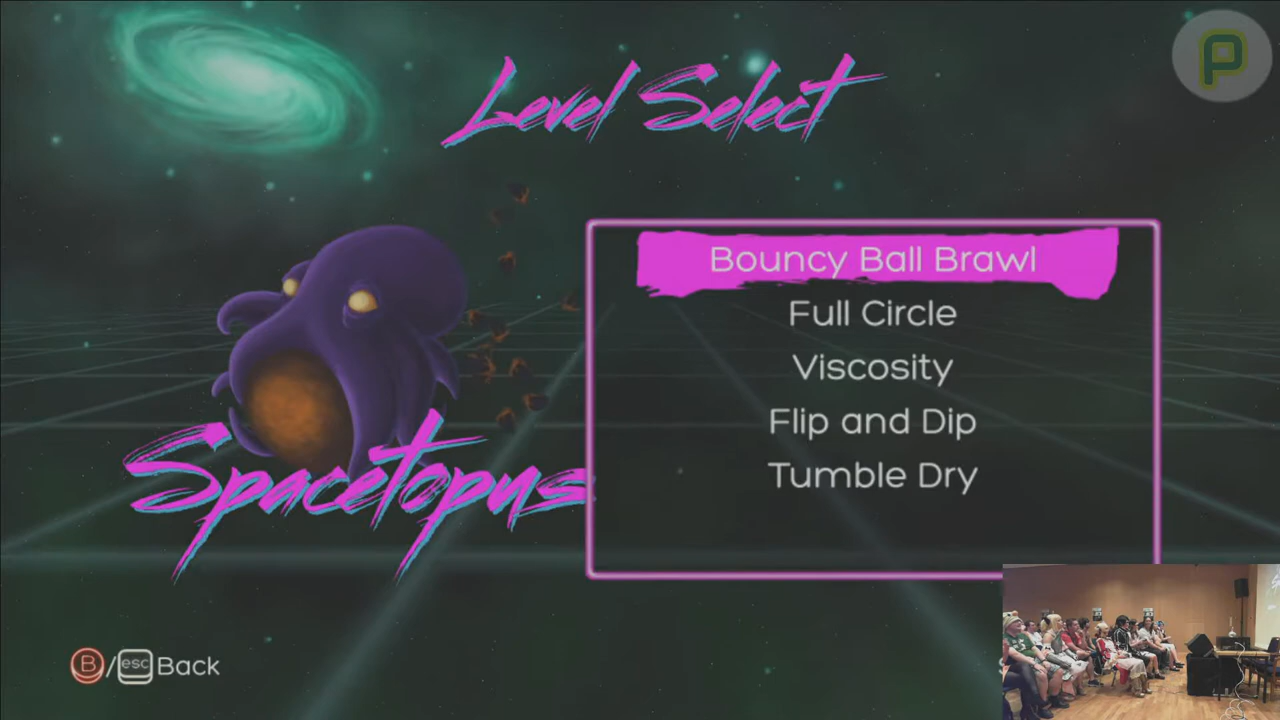 P
Level Select
Bouncy Ball Brawl
Full Circle
Viscosity
Flip and Dip
Tumble Dry
Spacetopus
B/esc Back